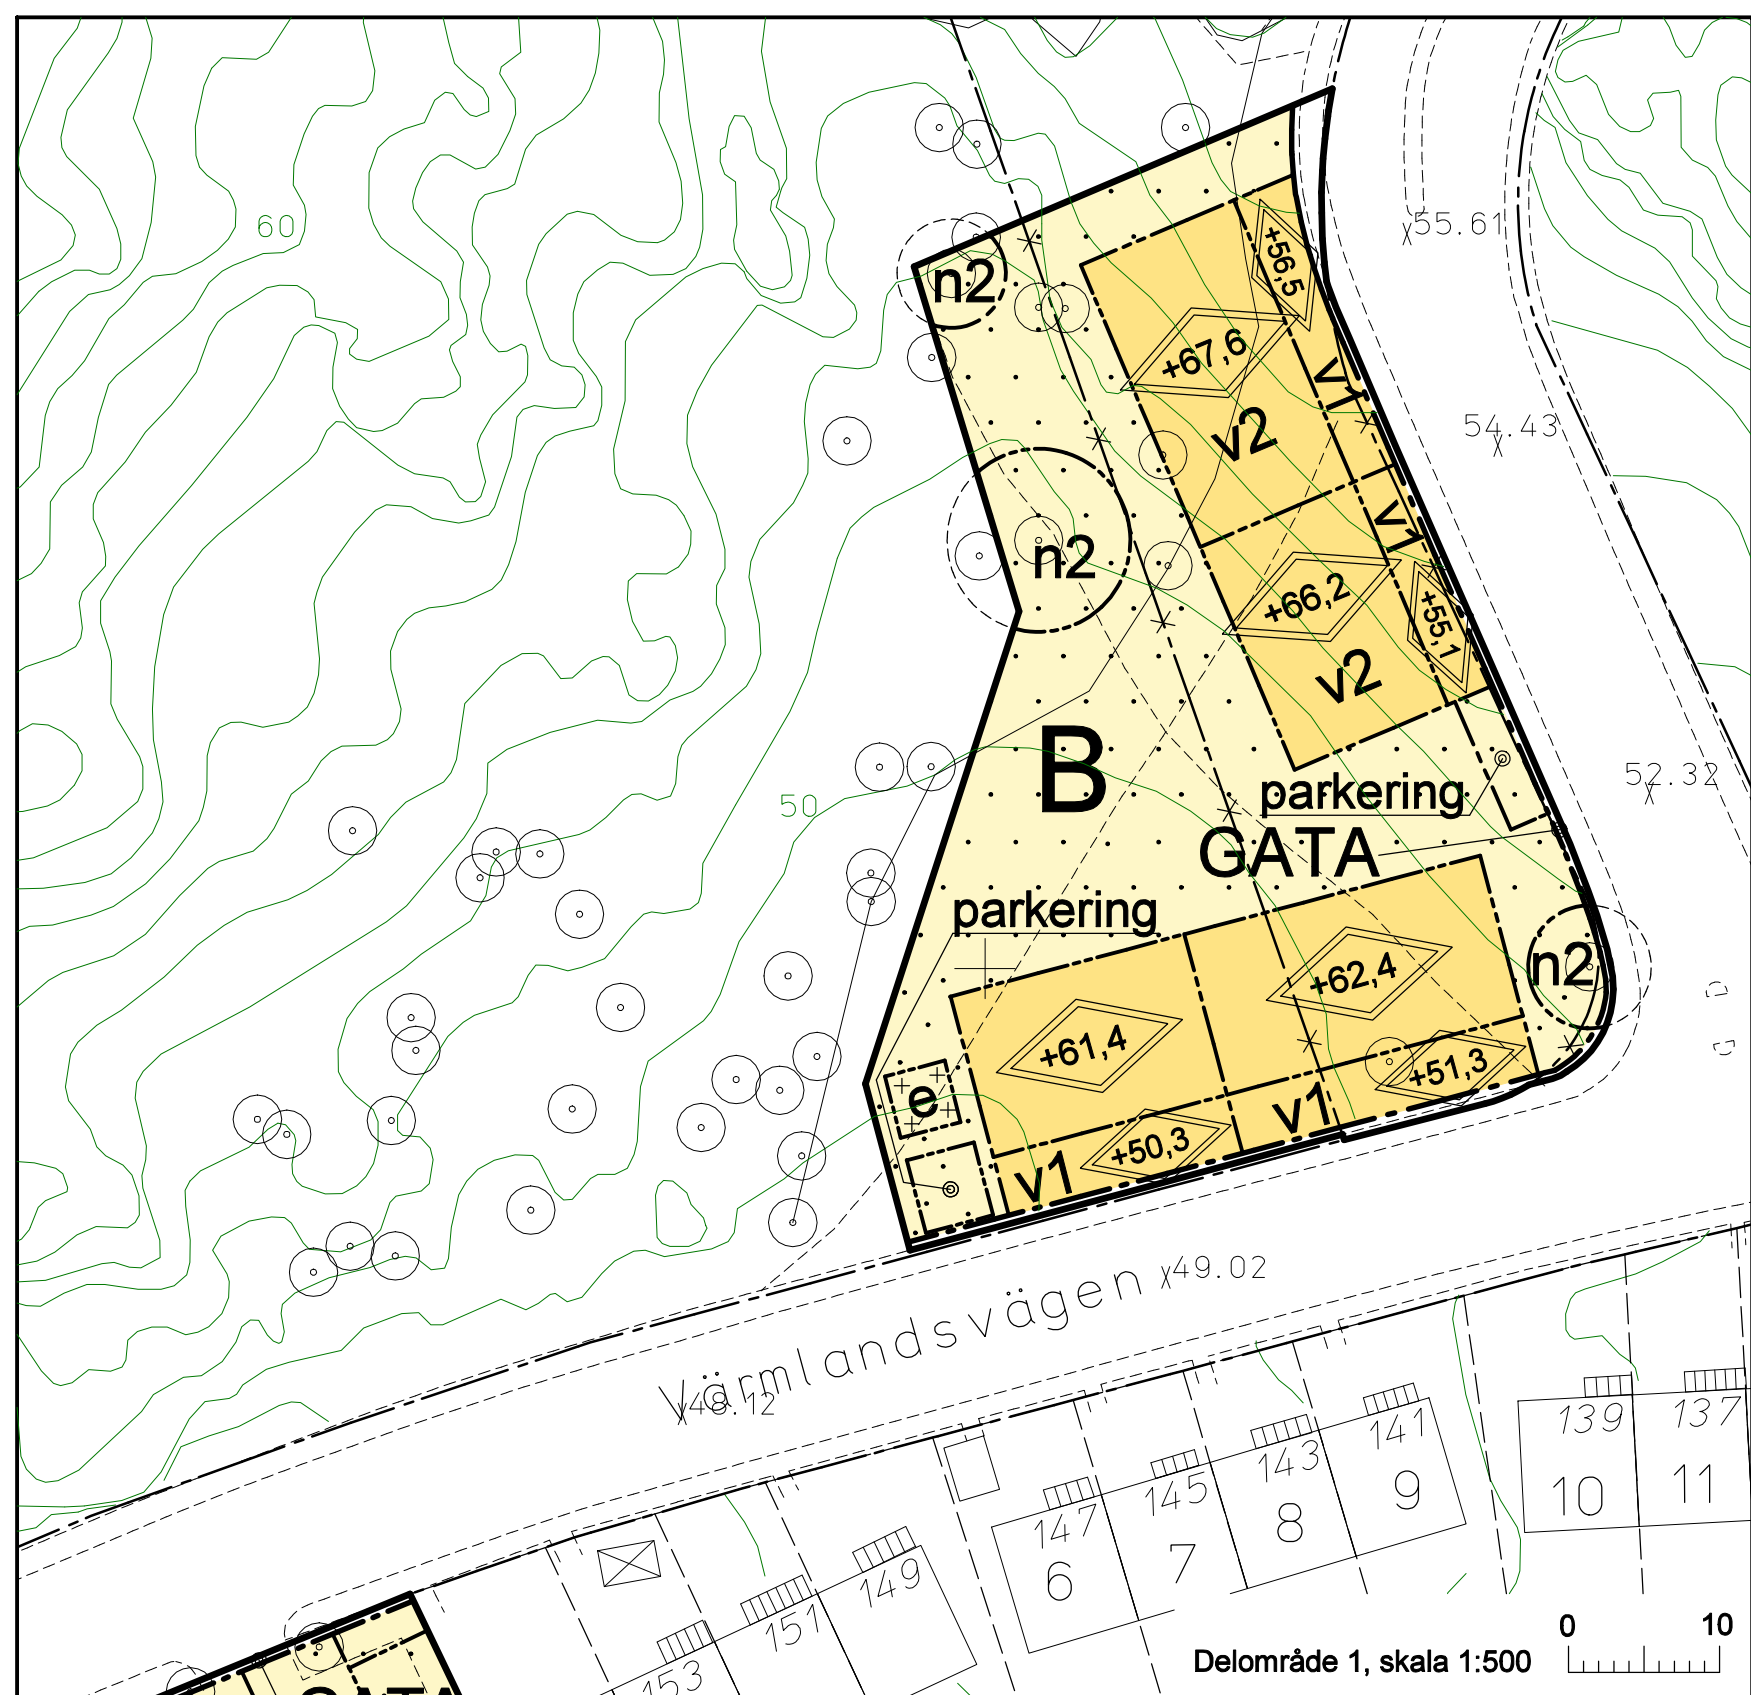 60
n2
+56,5
55.61
+67,6
v1
v2
54.43
v1
n2
+66,2
+55,1
v2
B
50
parkering
52.32
GATA
parkering
n2
+62,4
+61,4
+51,3
e
v1
+50,3
v1
Värmlandsvägen
49.02
48.12
139
137
141
143
145
147
149
151
153
6
7
8
9
10
11
0 10
Delområde 1, skala 1:500
GATA